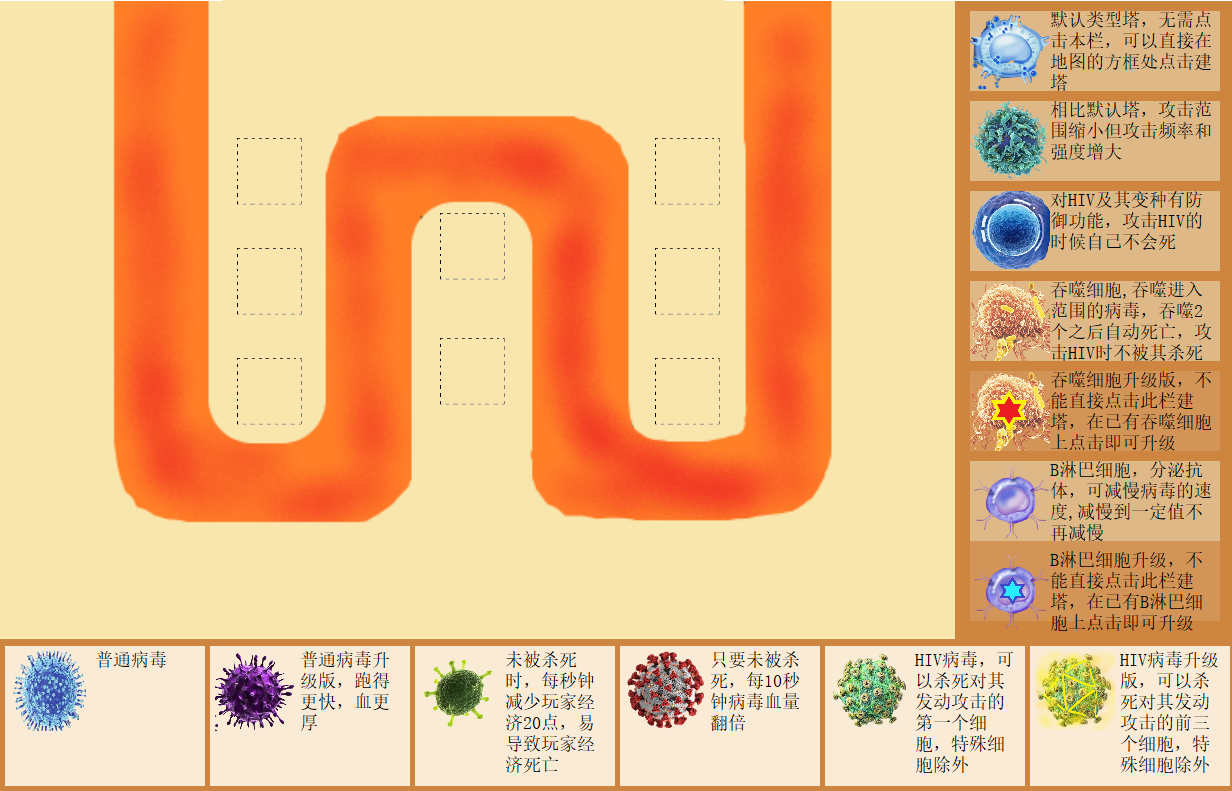 默认类型塔，无需点
击本栏，可以直接在
地图的方框处点击建
塔
相比默认塔，攻击范
围缩小但攻击频率和
强度增大
对HIV及其变种有防
御功能，攻击HIV的
时候自己不会死
吞噬细胞,吞噬进入
范围的病毒，吞噬2
个之后自动死亡，攻
击HIV时不被其杀死
吞噬细胞升级版，不
能直接点击此栏建
塔，在已有吞噬细胞
上点击即可升级
B淋巴细胞，分泌抗
体，可减慢病毒的速
度,减慢到一定值不
再减慢
B淋巴细胞升级，不
能直接点击此栏建
塔，在已有B淋巴细
胞上点击即可升级
普通病毒
普通病毒升
级版，跑得
更快，血更
厚
未被杀死
时，每秒钟
减少玩家经
济20点，易
导致玩家经
济死亡
只要未被杀
死，每10秒
钟病毒血量
翻倍
HIV病毒，可
以杀死对其
发动攻击的
第一个细
胞，特殊细
胞除外
HIV病毒升级
版，可以杀
死对其发动
攻击的前三
个细胞，特
殊细胞除外